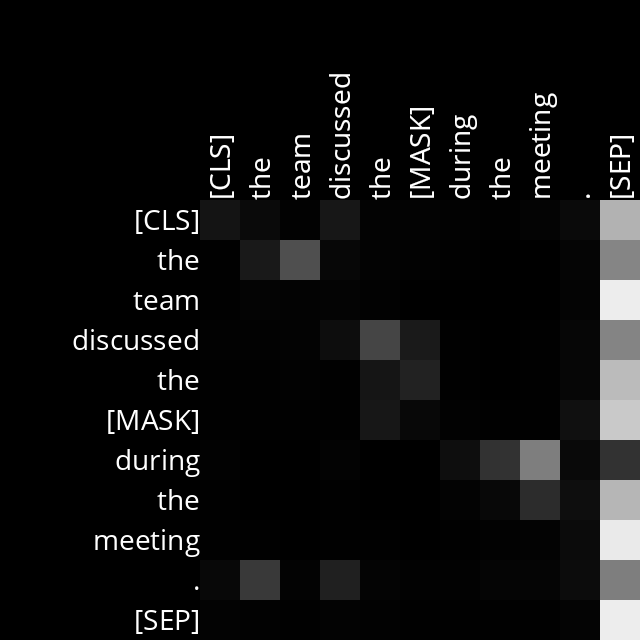 [CLS] the team discussed the [MASK] during the meeting . [SEP]
[CLS]
the
team
discussed
the
[MASK]
during
the
meeting
.
[SEP]